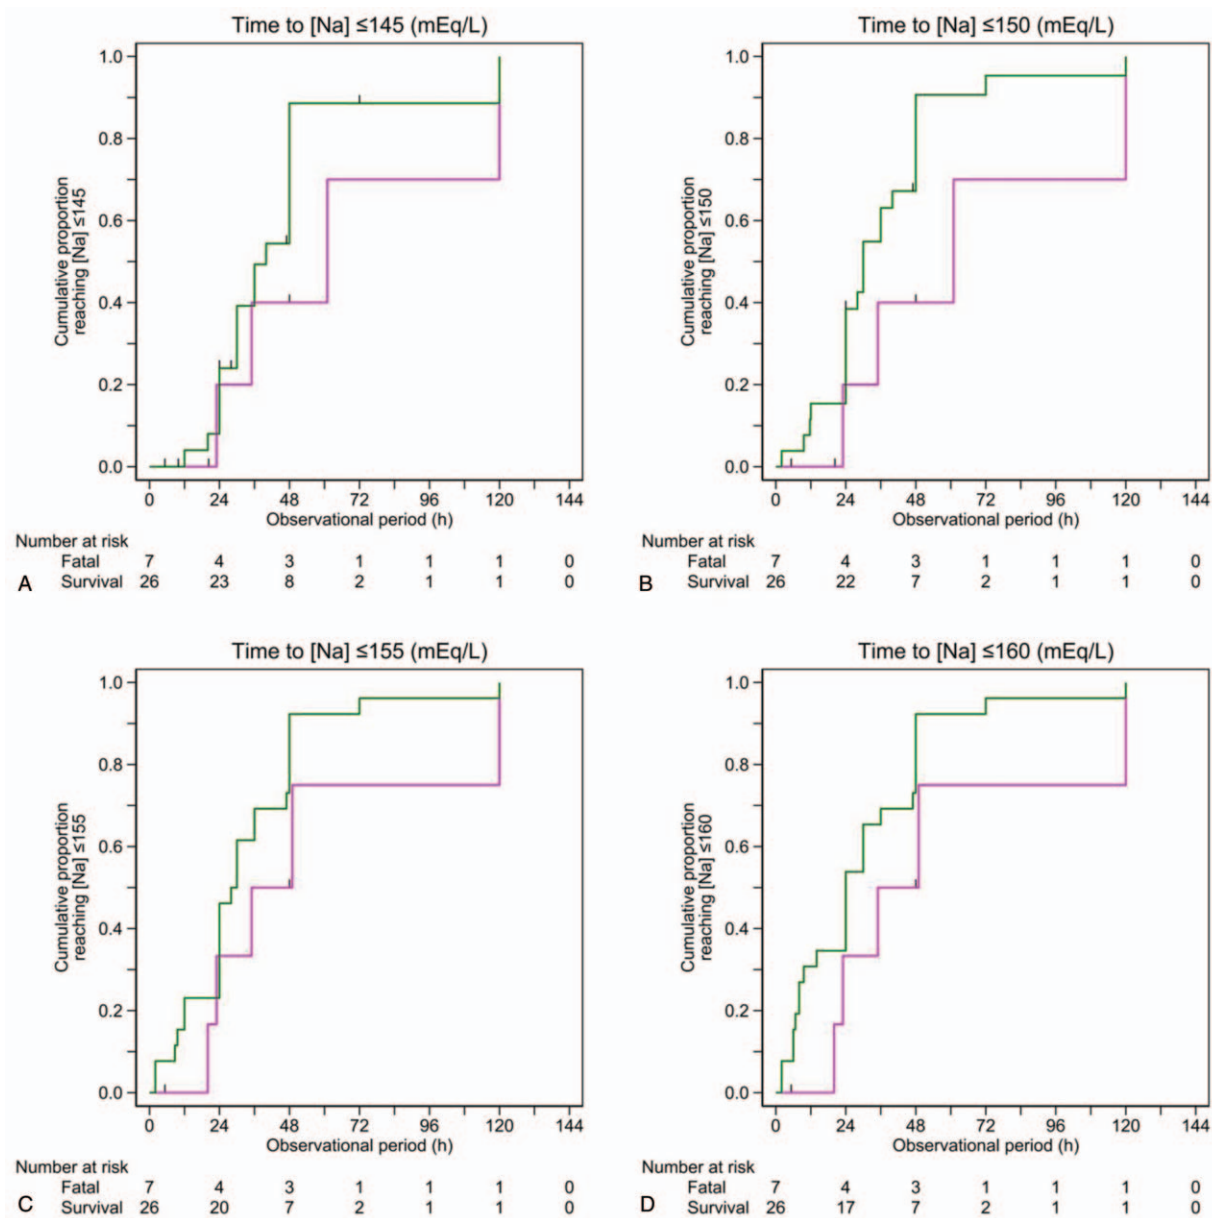 Time to [Na] ≤145 (mEq/L)
Cumulative proportion
reaching [Na] ≤145
1.0
0.8
0.6
0.4
0.2
0.0
0 24 48 72 96 120 144
Observational period (h)
Number at risk
Fatal 7 4 3 1 1 1 0
A Survival 26 23 8 2 1 1 0
Time to [Na] ≤150 (mEq/L)
Cumulative proportion
reaching [Na] ≤150
1.0
0.8
0.6
0.4
0.2
0.0
0 24 48 72 96 120 144
Observational period (h)
Number at risk
Fatal 7 4 3 1 1 1 0
B Survival 26 22 7 2 1 1 0
Time to [Na] ≤155 (mEq/L)
Cumulative proportion
reaching [Na] ≤155
1.0
0.8
0.6
0.4
0.2
0.0
0 24 48 72 96 120 144
Observational period (h)
Number at risk
Fatal 7 4 3 1 1 1 0
C Survival 26 20 7 2 1 1 0
Time to [Na] ≤160 (mEq/L)
Cumulative proportion
reaching [Na] ≤160
1.0
0.8
0.6
0.4
0.2
0.0
0 24 48 72 96 120 144
Observational period (h)
Number at risk
Fatal 7 4 3 1 1 1 0
D Survival 26 17 7 2 1 1 0